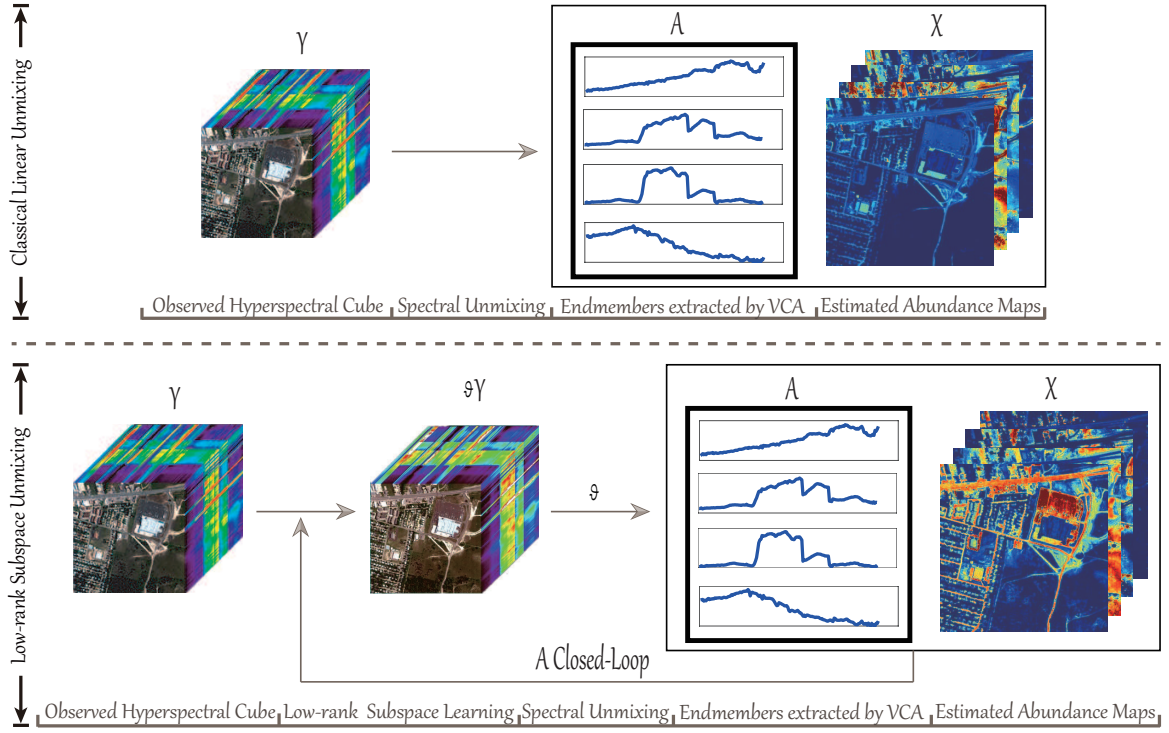 Classical Linear Unmixing
Y
A
X
Observed Hyperspectral Cube
Spectral Unmixing
Endmembers extracted by VCA
Estimated Abundance Maps
Low-rank Subspace Unmixing
Y
ϑY
ϑ
A
X
A Closed-Loop
Observed Hyperspectral Cube
Low-rank Subspace Learning
Spectral Unmixing
Endmembers extracted by VCA
Estimated Abundance Maps